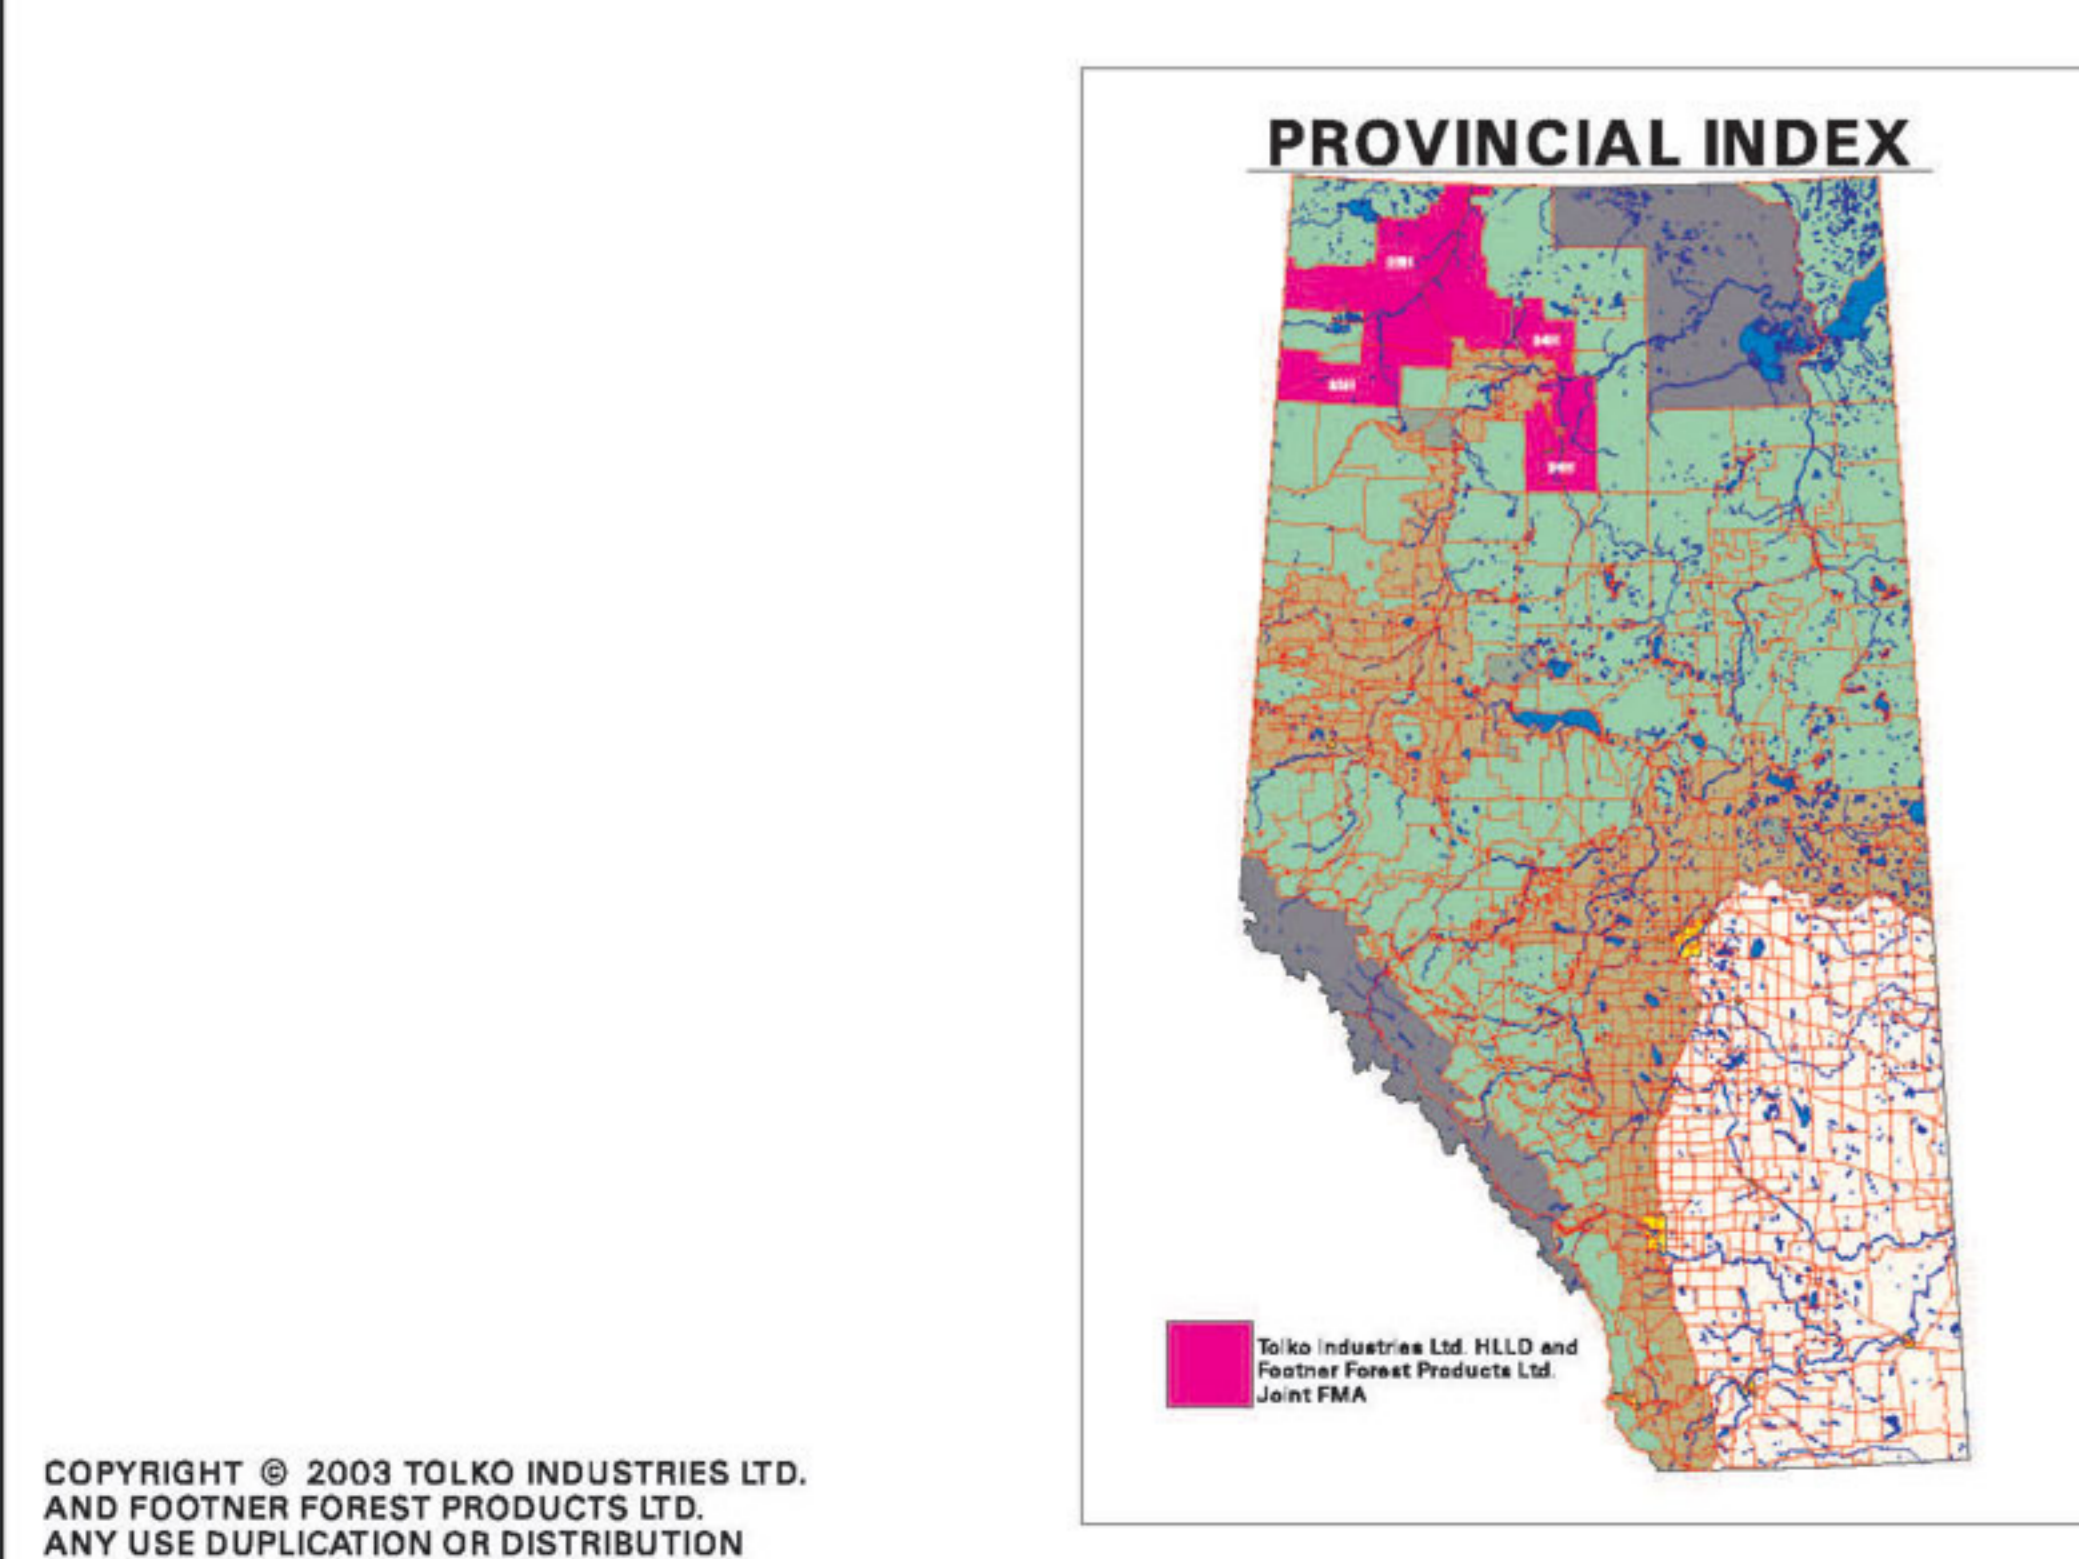 PROVINCIAL INDEX
Tolko Industries Ltd. HLLD and
Footner Forest Products Ltd.
Joint FMA
COPYRIGHT © 2003 TOLKO INDUSTRIES LTD.
AND FOOTNER FOREST PRODUCTS LTD.
ANY USE DUPLICATION OR DISTRIBUTION